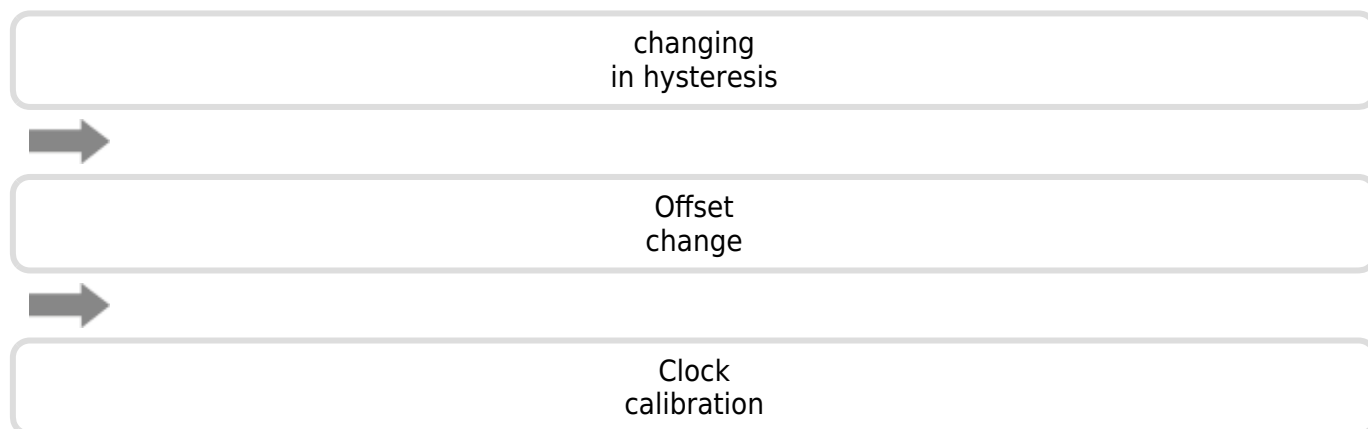 changing
in hysteresis
Offset
change
Clock
calibration